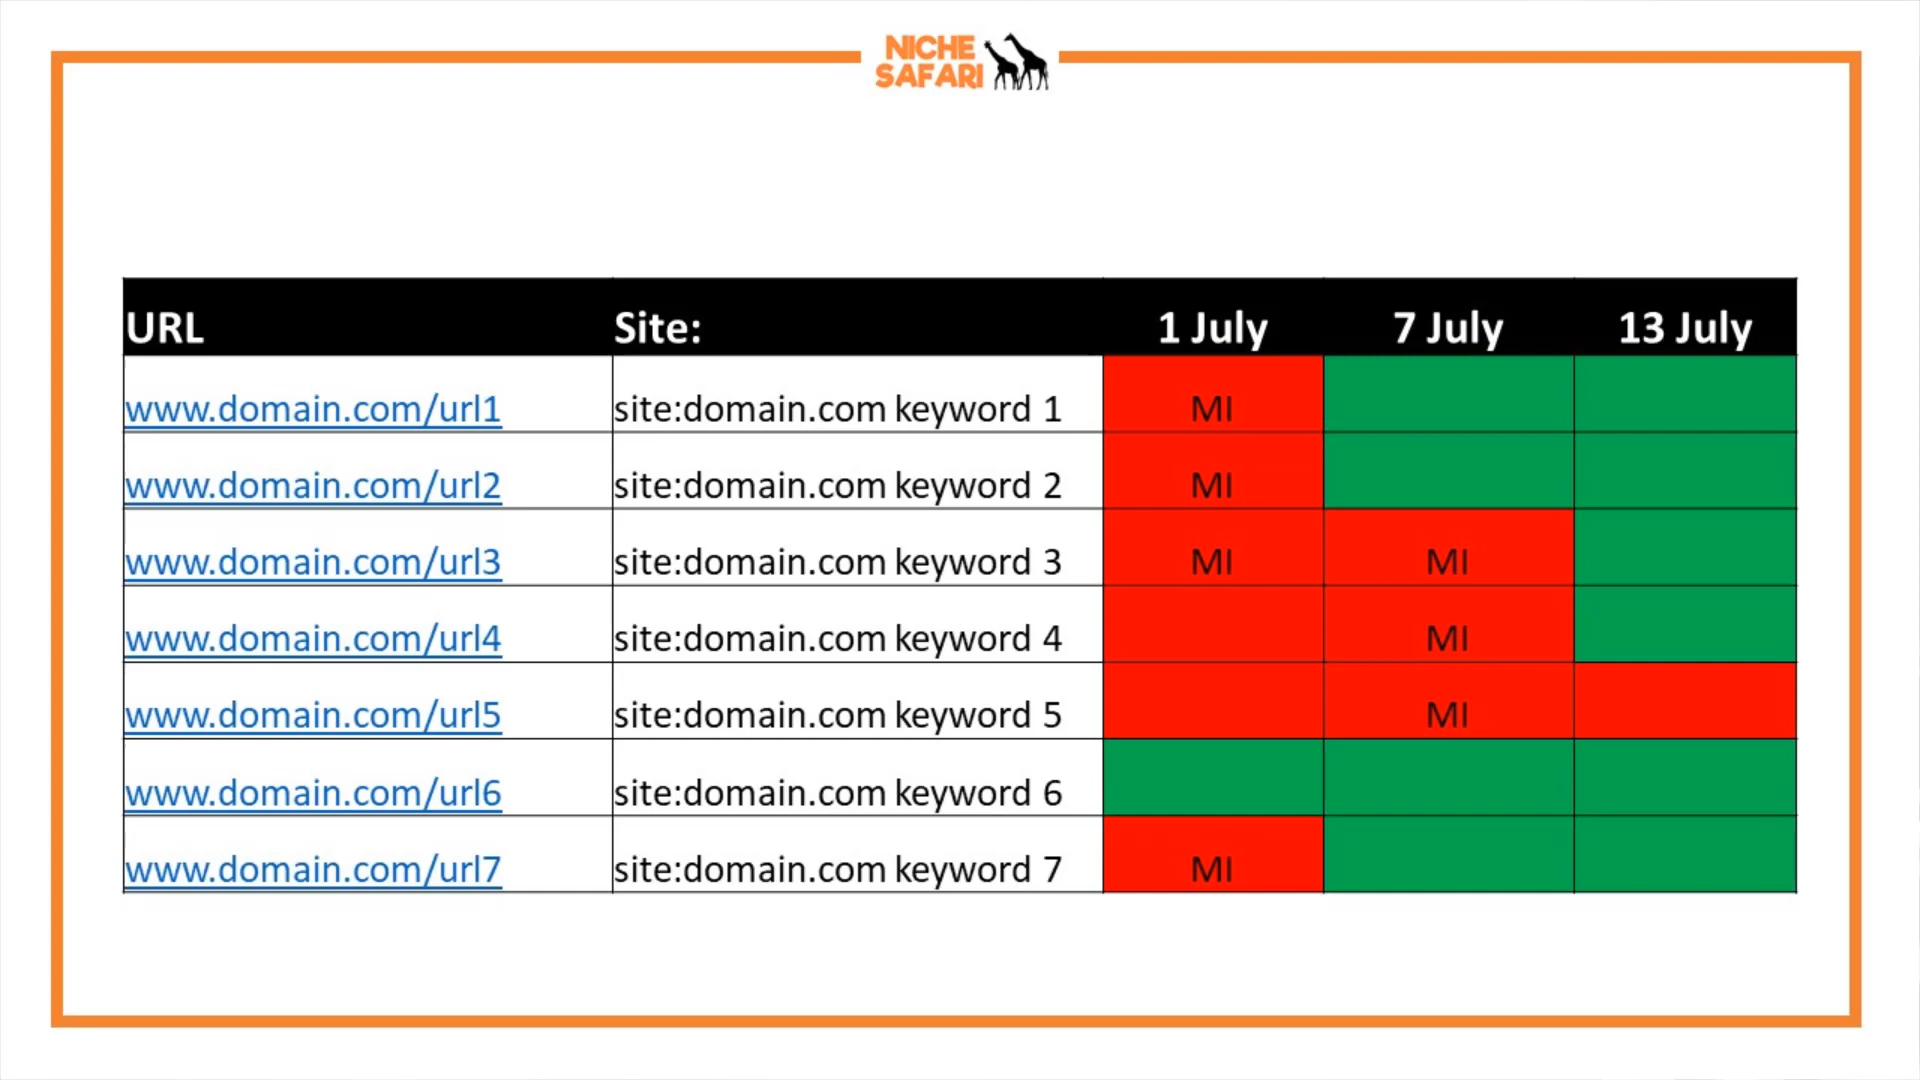 NICHE
SAFARI
URL Site: 1 July 7 July 13 July
www.domain.com/url1 site:domain.com keyword 1 MI
www.domain.com/url2 site:domain.com keyword 2 MI
www.domain.com/url3 site:domain.com keyword 3 MI MI
www.domain.com/url4 site:domain.com keyword 4 MI
www.domain.com/url5 site:domain.com keyword 5 MI
www.domain.com/url6 site:domain.com keyword 6
www.domain.com/url7 site:domain.com keyword 7 MI